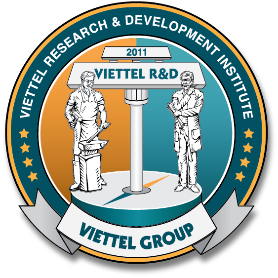 VIETTEL RESEARCH & DEVELOPMENT INSTITUTE
2011
VIETTEL R&D
VIETTEL GROUP